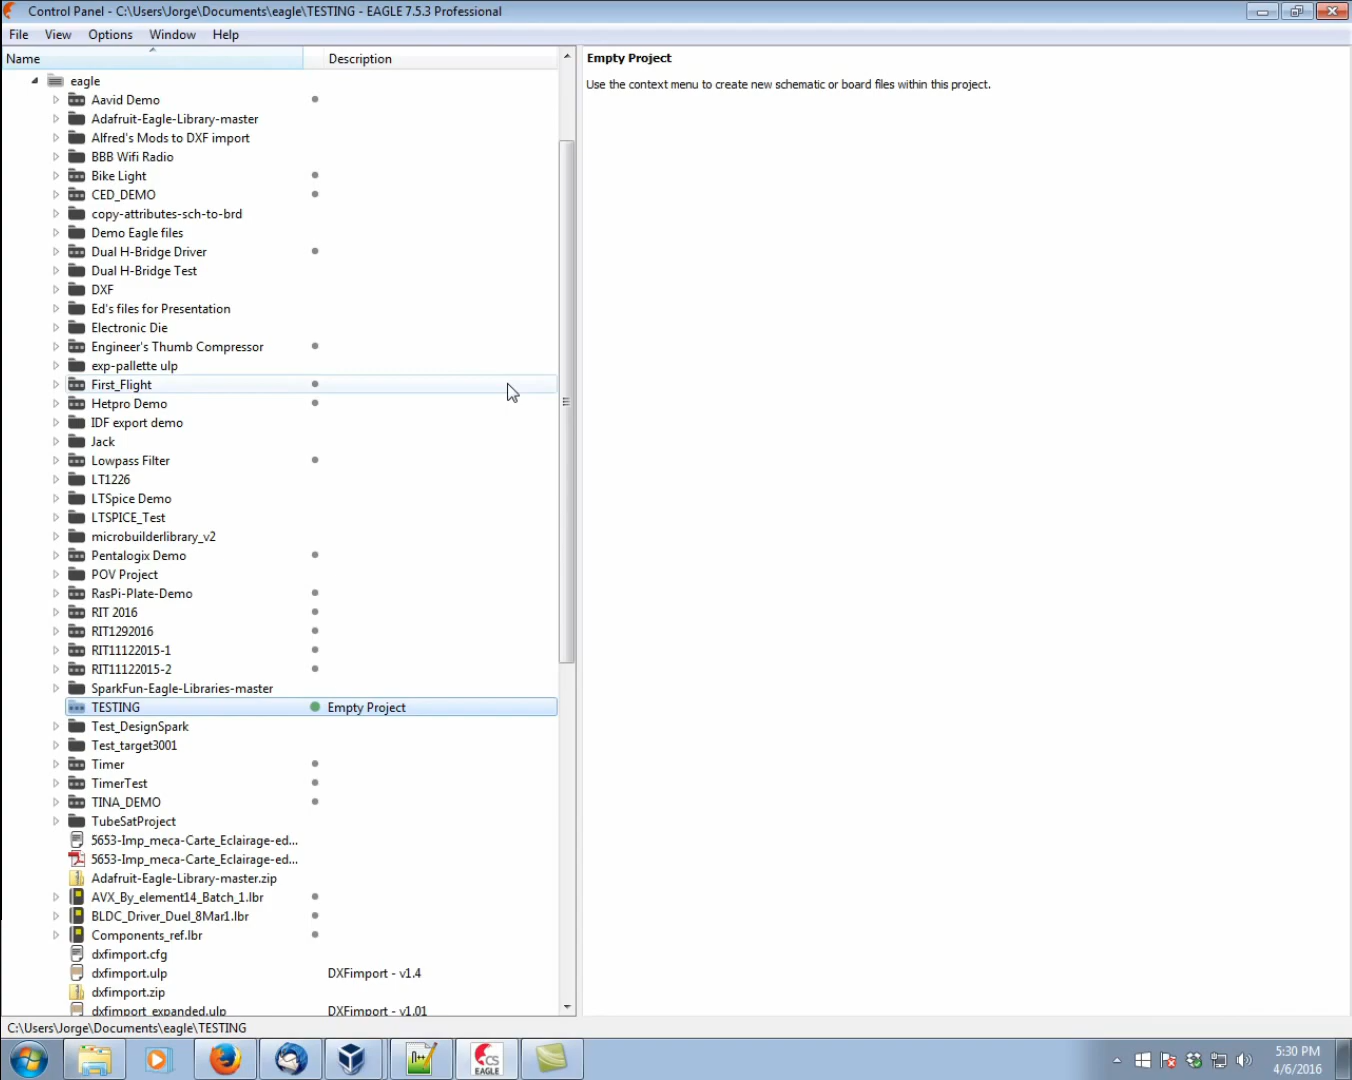 Control Panel - C:\Users\Jorge\Documents\eagle\TESTING - EAGLE 7.5.3 Professional
File View Options Window Help
Name Description
eagle
Aavid Demo
Adafruit-Eagle-Library-master
Alfred's Mods to DXF import
BBB Wifi Radio
Bike Light
CED_DEMO
copy-attributes-sch-to-brd
Demo Eagle files
Dual H-Bridge Driver
Dual H-Bridge Test
DXF
Ed's files for Presentation
Electronic Die
Engineer's Thumb Compressor
exp-pallette ulp
First_Flight
Hetpro Demo
IDF export demo
Jack
Lowpass Filter
LT1226
LTSpice Demo
LTSPICE_Test
microbuilderlibrary_v2
Pentalogix Demo
POV Project
RasPi-Plate-Demo
RIT 2016
RIT1292016
RIT11122015-1
RIT11122015-2
SparkFun-Eagle-Libraries-master
TESTING Empty Project
Test_DesignSpark
Test_target3001
Timer
TimerTest
TINA_DEMO
TubeSatProject
5653-Imp_meca-Carte_Eclairage-ed...
5653-Imp_meca-Carte_Eclairage-ed...
Adafruit-Eagle-Library-master.zip
AVX_By_element14_Batch_1.lbr
BLDC_Driver_Duel_8Mar1.lbr
Components_ref.lbr
dxfimport.cfg
dxfimport.ulp DXFimport - v1.4
dxfimport.zip
dxfimport_expanded.ulp DXFimport - v1.01
Empty Project
Use the context menu to create new schematic or board files within this project.
C:\Users\Jorge\Documents\eagle\TESTING
CS
EAGLE
5:30 PM
4/6/2016